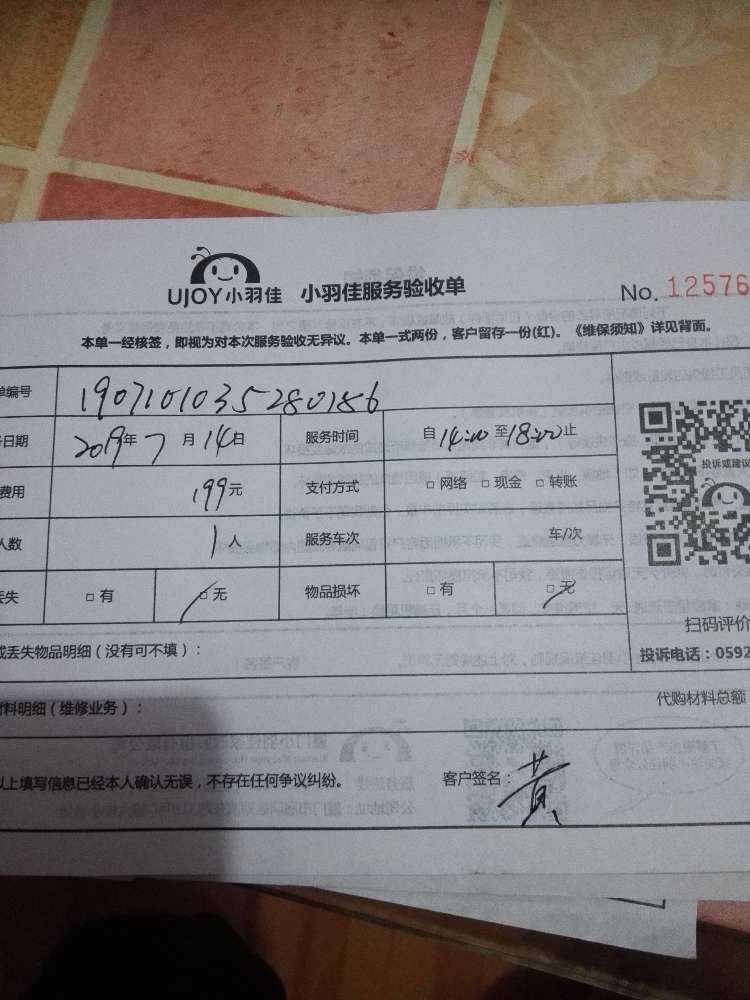 UJOY小羽佳 小羽佳服务验收单 No. 12576
本单一经核签，即视为对本次服务验收无异议。本单一式两份，客户留存一份(红)。《维保须知》详见背面。
单编号 1907101035280186
日期 2019年7月14日 服务时间 自14:00至18:00止
费用 199元 支付方式 □ 网络 □ 现金 □ 转账
人数 1人 服务车次 车/次
丢失 □ 有 □ 无 物品损坏 □ 有 □ 无
投诉或建议
扫码评价
投诉电话：0592
或丢失物品明细（没有可不填）：
材料明细（维修业务）： 代购材料总额
以上填写信息已经本人确认无误，不存在任何争议纠纷。 客户签名：黄